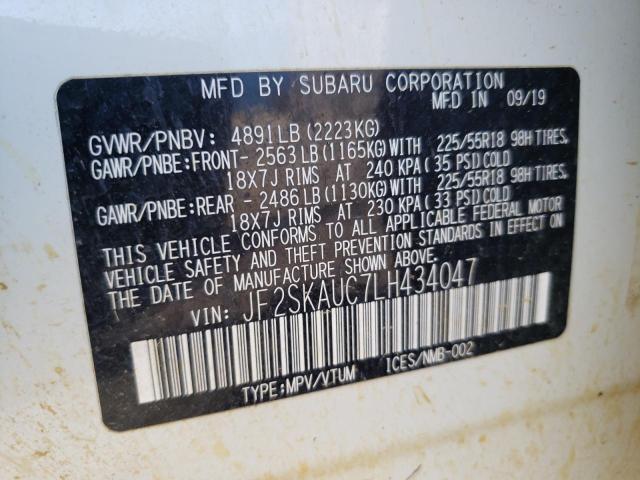 MFD BY SUBARU CORPORATION
MFD IN 09/19
GVWR/PNBV: 4891LB (2223KG)
GAWR/PNBE:FRONT- 2563 LB (1165KG) WITH 225/55R18 98H TIRES,
18X7J RIMS AT 240 KPA (35 PSI) COLD
GAWR/PNBE:REAR - 2486 LB (1130KG) WITH 225/55R18 98H TIRES,
18X7J RIMS AT 230 KPA (33 PSI) COLD
THIS VEHICLE CONFORMS TO ALL APPLICABLE FEDERAL MOTOR
VEHICLE SAFETY AND THEFT PREVENTION STANDARDS IN EFFECT ON
THE DATE OF MANUFACTURE SHOWN ABOVE.
VIN: JF2SKAUC7LH434047
TYPE:MPV/VTUM ICES/NMB-002